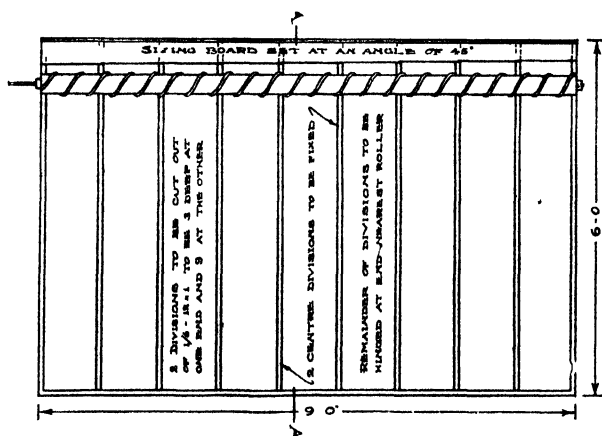 A
SIZING BOARD SET AT AN ANGLE OF 45°
2 DIVISIONS TO BE CUT OUT
OF 1/6 - 12 x 1 TO BE 3 DEEP AT
ONE END AND 9 AT THE OTHER
2 CENTRE DIVISIONS TO BE FIXED
REMAINDER OF DIVISIONS TO BE
HINGED AT END NEAREST ROLLER
6-0
9 0
A